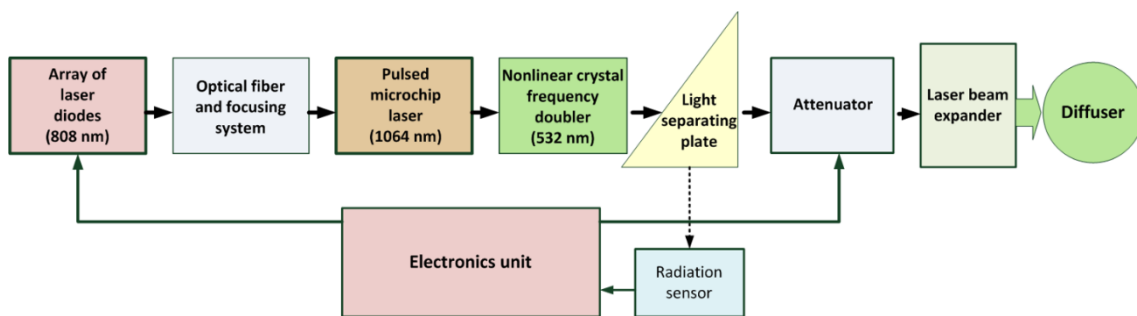 Array of
laser
diodes
(808 nm)
Optical fiber
and focusing
system
Pulsed
microchip
laser
(1064 nm)
Nonlinear crystal
frequency
doubler
(532 nm)
Light
separating
plate
Attenuator
Laser beam
expander
Diffuser
Electronics unit
Radiation
sensor